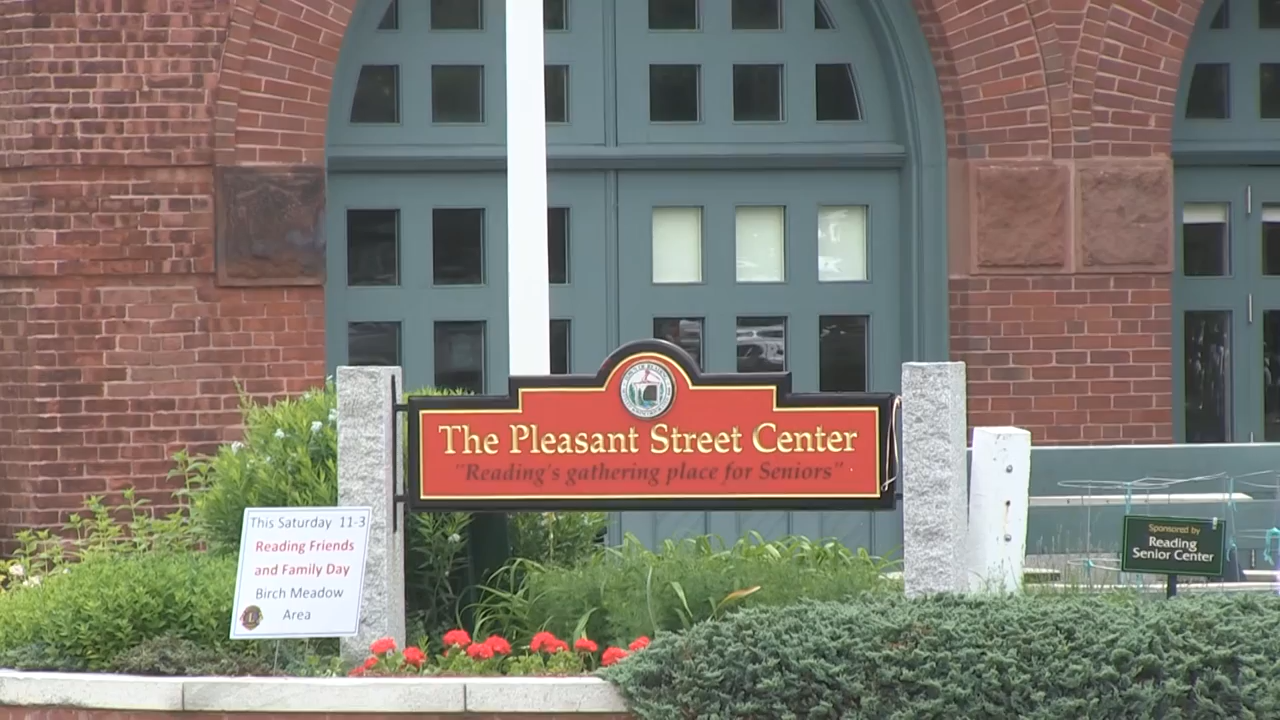 The Pleasant Street Center
"Reading's gathering place for Seniors"
This Saturday 11-3
Reading Friends
and Family Day
Birch Meadow
Area
Sponsored by
Reading
Senior Center